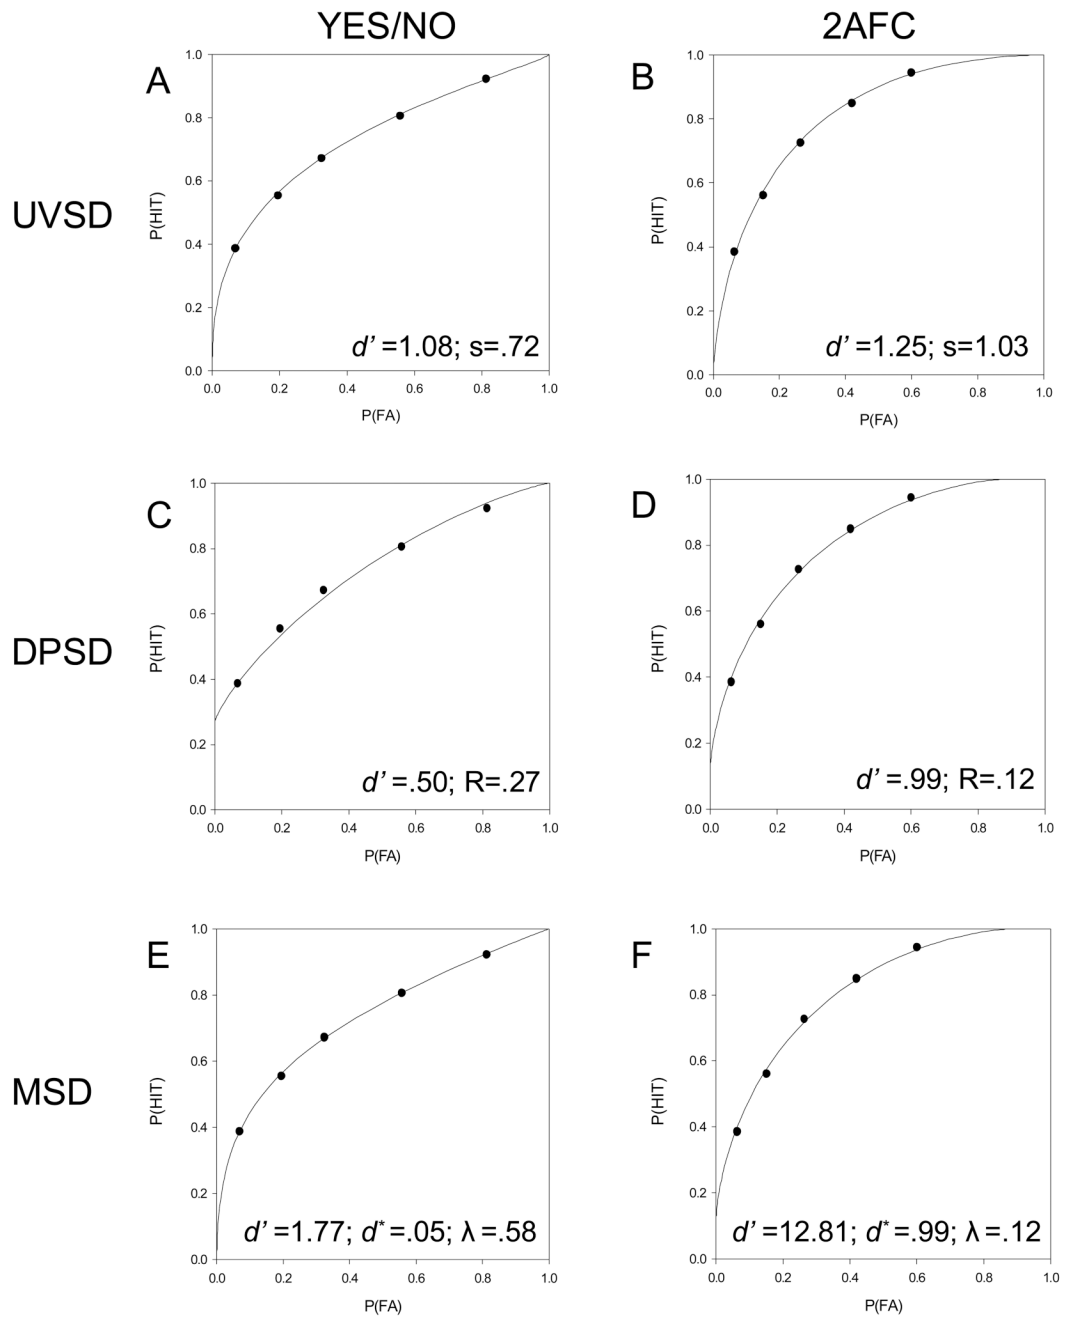 YES/NO
2AFC
UVSD
A
1.0
0.8
0.6
0.4
0.2
0.0
P(HIT)
d’ =1.08; s=.72
0.0 0.2 0.4 0.6 0.8 1.0
P(FA)
B
1.0
0.8
0.6
0.4
0.2
0.0
P(HIT)
d’ =1.25; s=1.03
0.0 0.2 0.4 0.6 0.8 1.0
P(FA)
DPSD
C
1.0
0.8
0.6
0.4
0.2
0.0
P(HIT)
d’ =.50; R=.27
0.0 0.2 0.4 0.6 0.8 1.0
P(FA)
D
1.0
0.8
0.6
0.4
0.2
0.0
P(HIT)
d’ =.99; R=.12
0.0 0.2 0.4 0.6 0.8 1.0
P(FA)
MSD
E
1.0
0.8
0.6
0.4
0.2
0.0
P(HIT)
d’ =1.77; d* =.05; λ =.58
0.0 0.2 0.4 0.6 0.8 1.0
P(FA)
F
1.0
0.8
0.6
0.4
0.2
0.0
P(HIT)
d’ =12.81; d* =.99; λ =.12
0.0 0.2 0.4 0.6 0.8 1.0
P(FA)